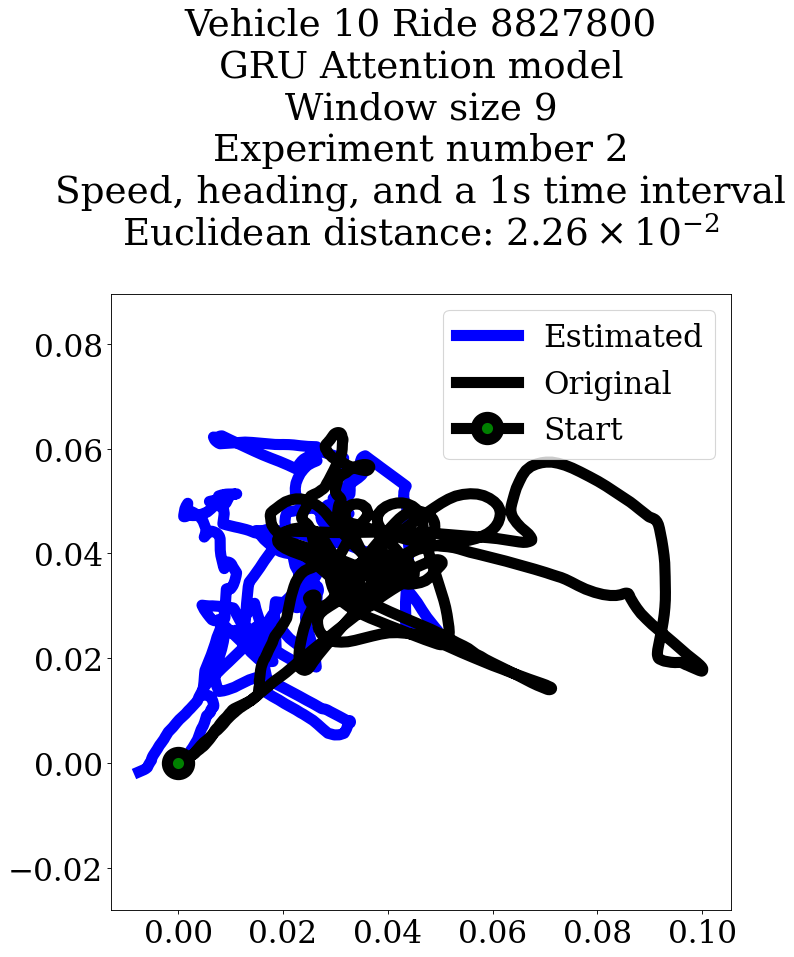 Vehicle 10 Ride 8827800
GRU Attention model
Window size 9
Experiment number 2
Speed, heading, and a 1s time interval
Euclidean distance: 2.26 × 10⁻²
Estimated
Original
Start
0.08
0.06
0.04
0.02
0.00
−0.02
0.00 0.02 0.04 0.06 0.08 0.10